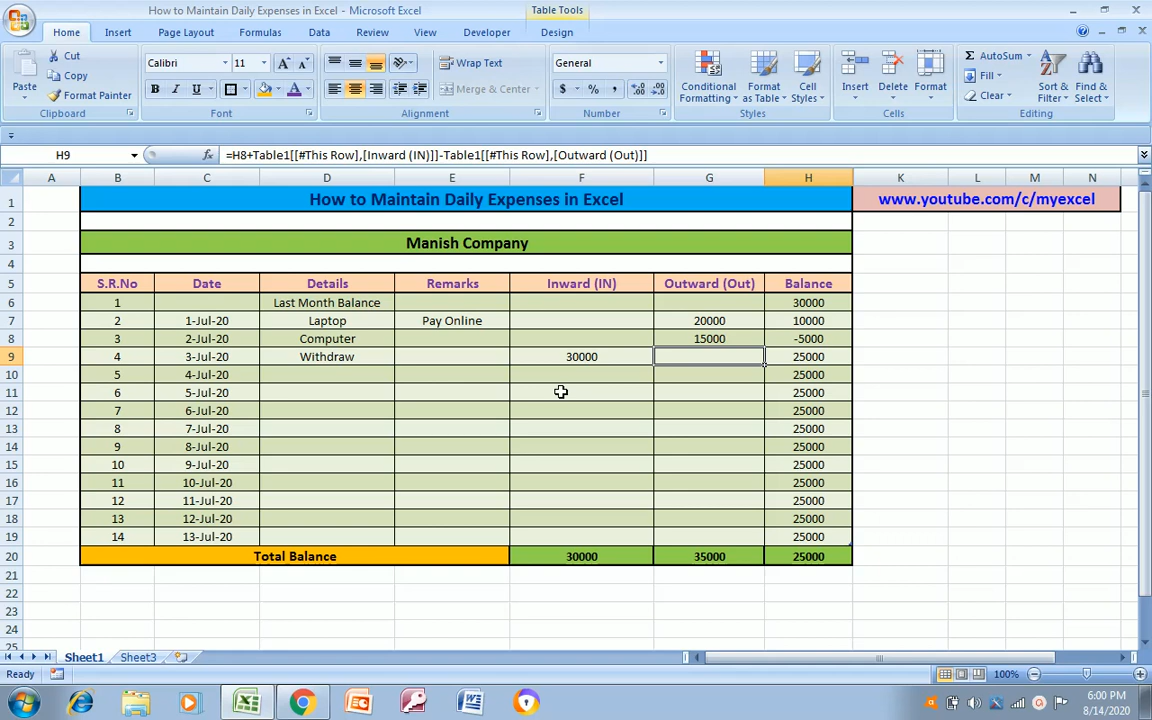 How to Maintain Daily Expenses in Excel - Microsoft Excel
Table Tools
Home Insert Page Layout Formulas Data Review View Developer Design
Cut
Copy
Format Painter
Paste
Clipboard
Calibri 11
B I U A
Font
Wrap Text
Merge & Center
Alignment
General
$ % ,
Number
Conditional Formatting
Format as Table
Cell Styles
Styles
Insert
Delete
Format
Cells
Σ AutoSum
Fill
Clear
Sort & Filter
Find & Select
Editing
H9 fx =H8+Table1[[#This Row],[Inward (IN)]]-Table1[[#This Row],[Outward (Out)]]
A B C D E F G H K L M N
1 How to Maintain Daily Expenses in Excel www.youtube.com/c/myexcel
2
3 Manish Company
4
5 S.R.No Date Details Remarks Inward (IN) Outward (Out) Balance
6 1 Last Month Balance 30000
7 2 1-Jul-20 Laptop Pay Online 20000 10000
8 3 2-Jul-20 Computer 15000 -5000
9 4 3-Jul-20 Withdraw 30000 25000
10 5 4-Jul-20 25000
11 6 5-Jul-20 25000
12 7 6-Jul-20 25000
13 8 7-Jul-20 25000
14 9 8-Jul-20 25000
15 10 9-Jul-20 25000
16 11 10-Jul-20 25000
17 12 11-Jul-20 25000
18 13 12-Jul-20 25000
19 14 13-Jul-20 25000
20 Total Balance 30000 35000 25000
21
22
23
24
25
Sheet1 Sheet3
Ready 100%
6:00 PM
8/14/2020